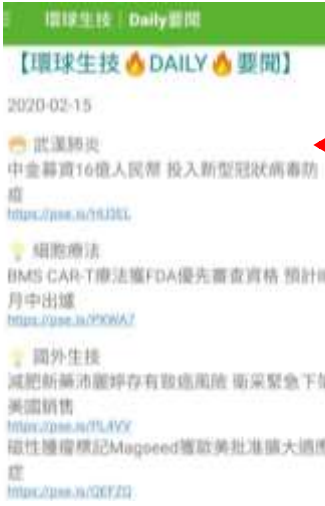 環球生技 | Daily要聞
【環球生技🔥DAILY🔥要聞】
2020-02-15
武漢肺炎
中金募資16億人民幣 投入新型冠狀病毒防
疫
https://pse.is/
細胞療法
BMS CAR-T療法獲FDA優先審查資格 預計
月中出爐
https://pse.is/
國外生技
減肥新藥沛麗婷存有致癌風險 衛采緊急下
美國銷售
https://pse.is/
磁性腫瘤標記Magseed獲歐美批准擴大適應
症
https://pse.is/